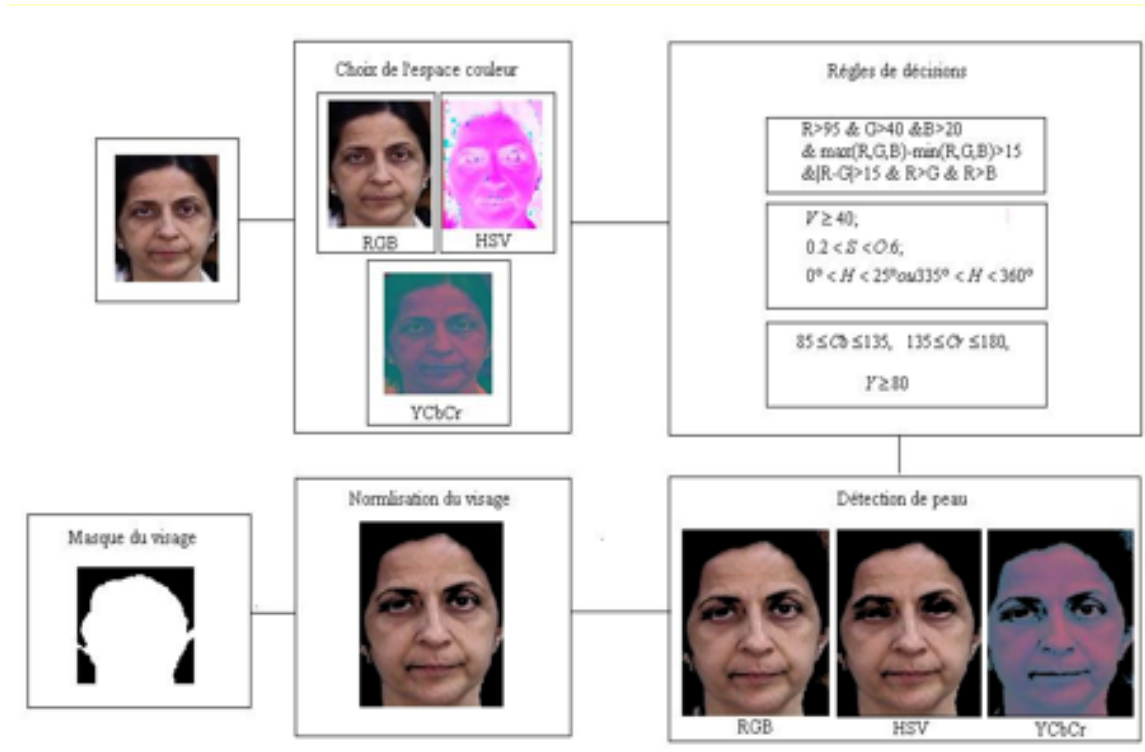 Choix de l'espace couleur
RGB
HSV
YCbCr
Régles de décisions
R>95 & G>40 &B>20
& max(R,G,B)-min(R,G,B)>15
&|R-G|>15 & R>G & R>B
V ≥ 40;
0.2 < S < O.6;
0° < H < 25°ou335° < H < 360°
85 ≤Cb ≤135, 135 ≤Cr ≤180,
Y ≥80
Masque du visage
Normlisation du visage
Détection de peau
RGB
HSV
YCbCr